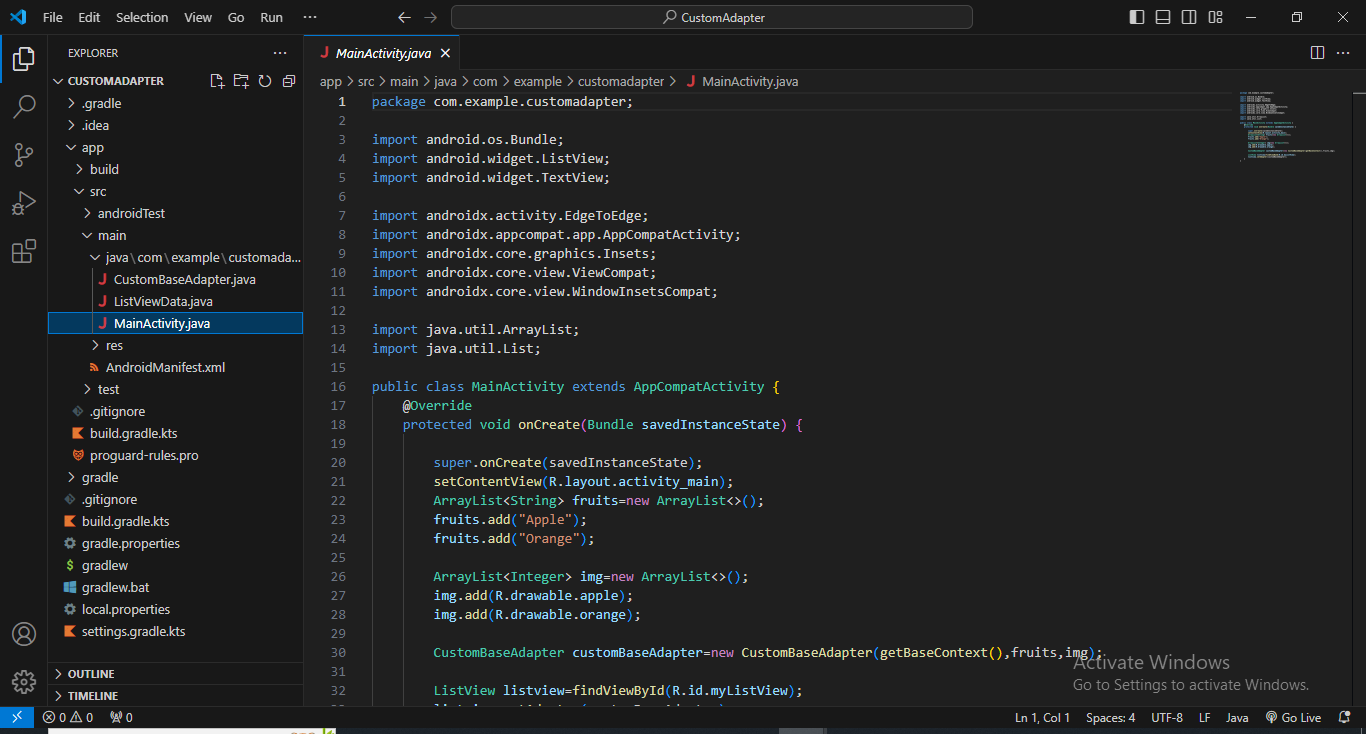 File Edit Selection View Go Run ···
CustomAdapter
EXPLORER ···
CUSTOMADAPTER
.gradle
.idea
app
build
src
androidTest
main
java\com\example\customada...
CustomBaseAdapter.java
ListViewData.java
MainActivity.java
res
AndroidManifest.xml
test
.gitignore
build.gradle.kts
proguard-rules.pro
gradle
.gitignore
build.gradle.kts
gradle.properties
gradlew
gradlew.bat
local.properties
settings.gradle.kts
OUTLINE
TIMELINE
MainActivity.java
app > src > main > java > com > example > customadapter > MainActivity.java
1 package com.example.customadapter;
2
3 import android.os.Bundle;
4 import android.widget.ListView;
5 import android.widget.TextView;
6
7 import androidx.activity.EdgeToEdge;
8 import androidx.appcompat.app.AppCompatActivity;
9 import androidx.core.graphics.Insets;
10 import androidx.core.view.ViewCompat;
11 import androidx.core.view.WindowInsetsCompat;
12
13 import java.util.ArrayList;
14 import java.util.List;
15
16 public class MainActivity extends AppCompatActivity {
17 @Override
18 protected void onCreate(Bundle savedInstanceState) {
19
20 super.onCreate(savedInstanceState);
21 setContentView(R.layout.activity_main);
22 ArrayList<String> fruits=new ArrayList<>();
23 fruits.add("Apple");
24 fruits.add("Orange");
25
26 ArrayList<Integer> img=new ArrayList<>();
27 img.add(R.drawable.apple);
28 img.add(R.drawable.orange);
29
30 CustomBaseAdapter customBaseAdapter=new CustomBaseAdapter(getBaseContext(),fruits,img);
31
32 ListView listview=findViewById(R.id.myListView);
Activate Windows
Go to Settings to activate Windows.
0 0 0 Ln 1, Col 1 Spaces: 4 UTF-8 LF Java Go Live